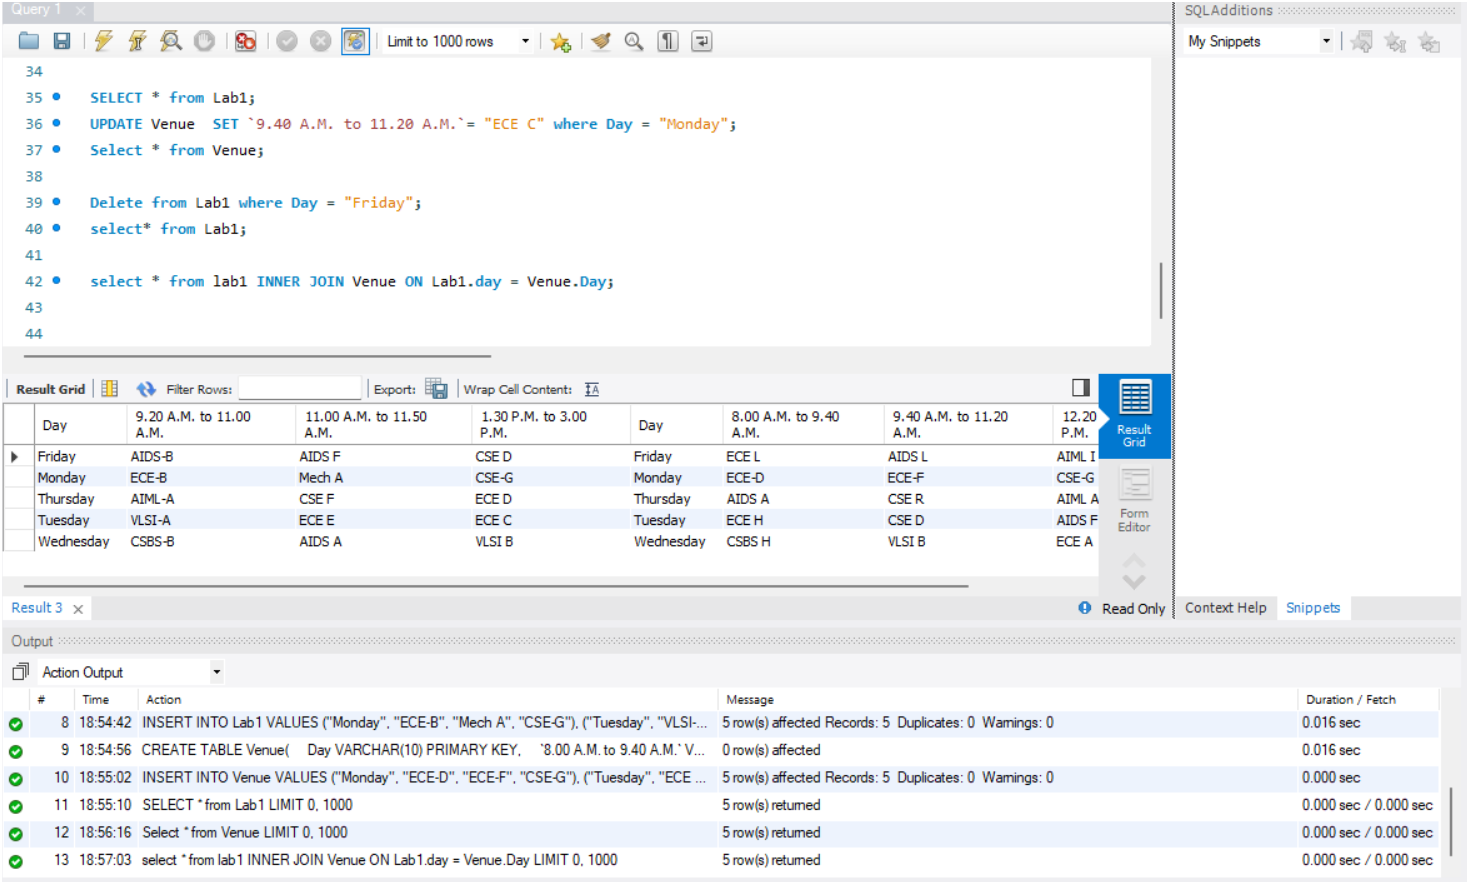 Query 1
SQLAdditions
Limit to 1000 rows
My Snippets
34
35 SELECT * from Lab1;
36 UPDATE Venue  SET `9.40 A.M. to 11.20 A.M.`= "ECE C" where Day = "Monday";
37 Select * from Venue;
38
39 Delete from Lab1 where Day = "Friday";
40 select* from Lab1;
41
42 select * from lab1 INNER JOIN Venue ON Lab1.day = Venue.Day;
43
44
Result Grid Filter Rows: Export: Wrap Cell Content:
Day 9.20 A.M. to 11.00 A.M. 11.00 A.M. to 11.50 A.M. 1.30 P.M. to 3.00 P.M. Day 8.00 A.M. to 9.40 A.M. 9.40 A.M. to 11.20 A.M. 12.20 P.M.
Friday AIDS-B AIDS F CSE D Friday ECE L AIDS L AIML I
Monday ECE-B Mech A CSE-G Monday ECE-D ECE-F CSE-G
Thursday AIML-A CSE F ECE D Thursday AIDS A CSE R AIML A
Tuesday VLSI-A ECE E ECE C Tuesday ECE H CSE D AIDS F
Wednesday CSBS-B AIDS A VLSI B Wednesday CSBS H VLSI B ECE A
Result Grid
Form Editor
Result 3
Read Only
Context Help Snippets
Output
Action Output
# Time Action Message Duration / Fetch
8 18:54:42 INSERT INTO Lab1 VALUES ("Monday", "ECE-B", "Mech A", "CSE-G"), ("Tuesday", "VLSI-... 5 row(s) affected Records: 5  Duplicates: 0  Warnings: 0 0.016 sec
9 18:54:56 CREATE TABLE Venue(     Day VARCHAR(10) PRIMARY KEY,     `8.00 A.M. to 9.40 A.M.` V... 0 row(s) affected 0.016 sec
10 18:55:02 INSERT INTO Venue VALUES ("Monday", "ECE-D", "ECE-F", "CSE-G"), ("Tuesday", "ECE ... 5 row(s) affected Records: 5  Duplicates: 0  Warnings: 0 0.000 sec
11 18:55:10 SELECT * from Lab1 LIMIT 0, 1000 5 row(s) returned 0.000 sec / 0.000 sec
12 18:56:16 Select * from Venue LIMIT 0, 1000 5 row(s) returned 0.000 sec / 0.000 sec
13 18:57:03 select * from lab1 INNER JOIN Venue ON Lab1.day = Venue.Day LIMIT 0, 1000 5 row(s) returned 0.000 sec / 0.000 sec